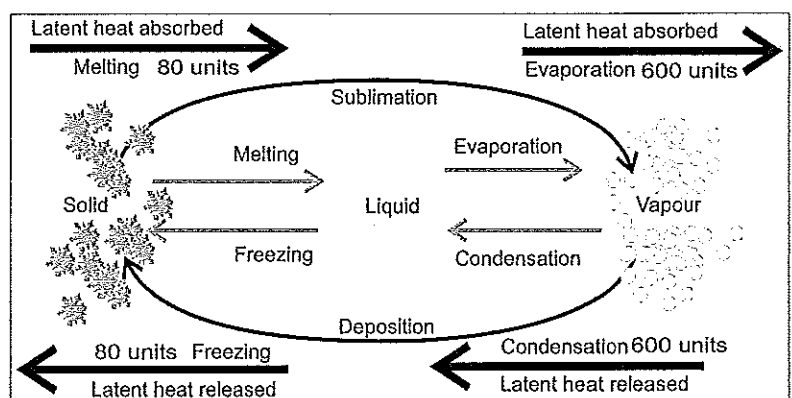 Latent heat absorbed
Melting 80 units
Latent heat absorbed
Evaporation 600 units
Sublimation
Melting
Evaporation
Solid
Liquid
Vapour
Freezing
Condensation
Deposition
80 units Freezing
Latent heat released
Condensation 600 units
Latent heat released